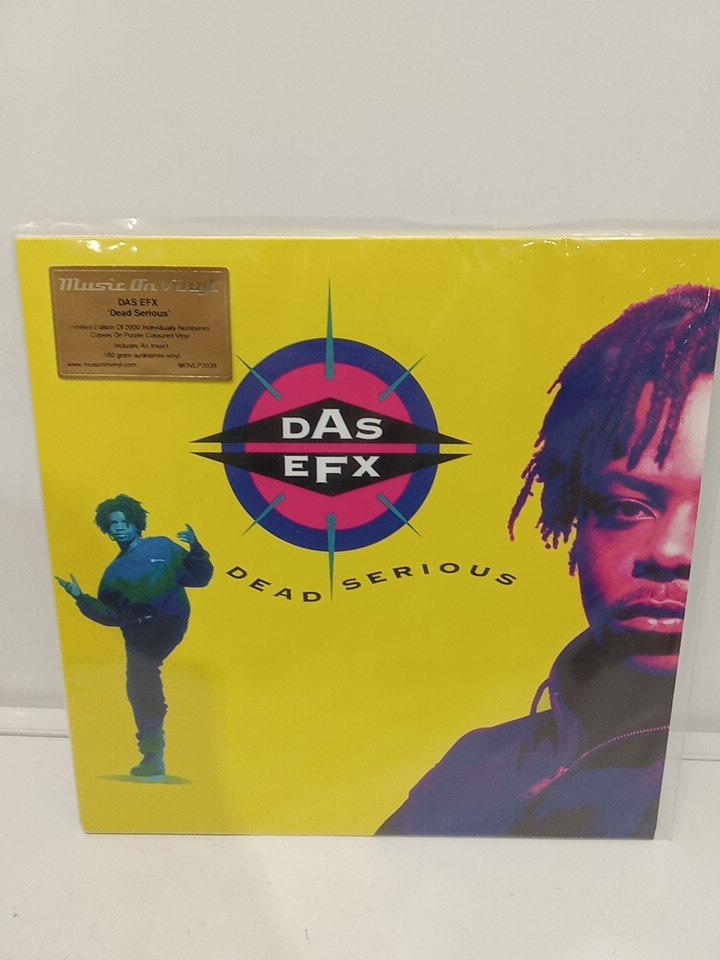 Music On Vinyl
DAS EFX
'Dead Serious'
Limited Edition Of 2000 Individually Numbered
Copies On Purple Coloured Vinyl
Includes An Insert
180 gram audiophile vinyl
www.musiconvinyl.com MOVLP2038
DAS
EFX
DEAD SERIOUS